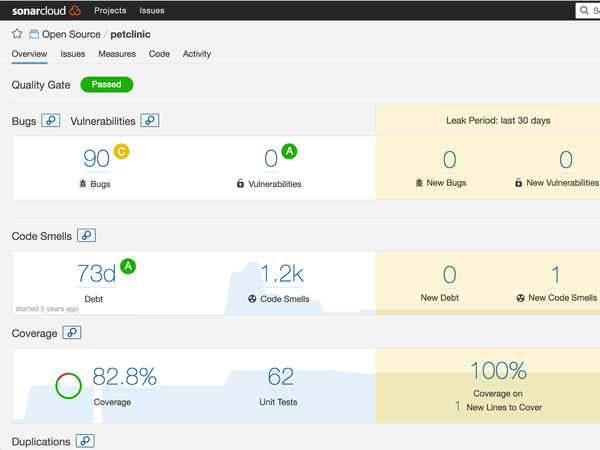 sonarcloud Projects Issues
Open Source / petclinic
Overview Issues Measures Code Activity
Quality Gate Passed
Bugs Vulnerabilities
Leak Period: last 30 days
90 C
Bugs
0 A
Vulnerabilities
0
New Bugs
0
New Vulnerabilities
Code Smells
73d A
Debt
started 5 years ago
1.2k
Code Smells
0
New Debt
1
New Code Smells
Coverage
82.8%
Coverage
62
Unit Tests
100%
Coverage on
1 New Lines to Cover
Duplications